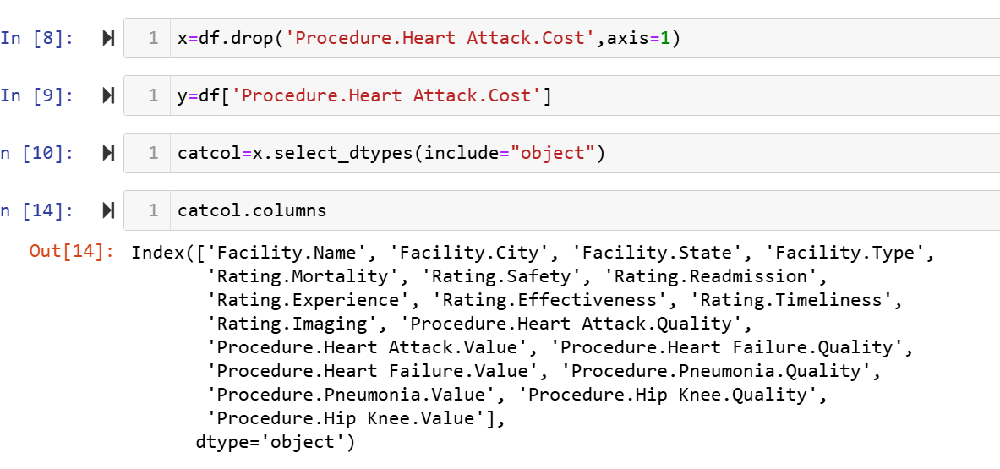 In [8]: 1 x=df.drop('Procedure.Heart Attack.Cost',axis=1)
In [9]: 1 y=df['Procedure.Heart Attack.Cost']
n [10]: 1 catcol=x.select_dtypes(include="object")
n [14]: 1 catcol.columns
Out[14]: Index(['Facility.Name', 'Facility.City', 'Facility.State', 'Facility.Type',
'Rating.Mortality', 'Rating.Safety', 'Rating.Readmission',
'Rating.Experience', 'Rating.Effectiveness', 'Rating.Timeliness',
'Rating.Imaging', 'Procedure.Heart Attack.Quality',
'Procedure.Heart Attack.Value', 'Procedure.Heart Failure.Quality',
'Procedure.Heart Failure.Value', 'Procedure.Pneumonia.Quality',
'Procedure.Pneumonia.Value', 'Procedure.Hip Knee.Quality',
'Procedure.Hip Knee.Value'],
dtype='object')